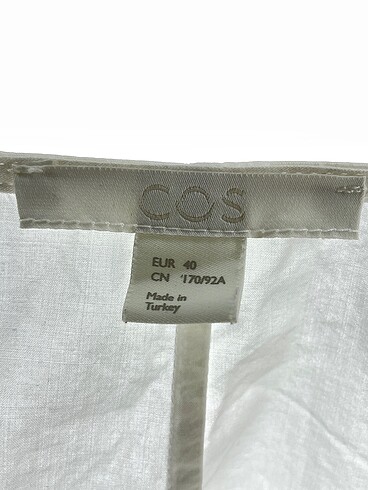 COS
EUR 40
CN 170/92A
Made in
Turkey